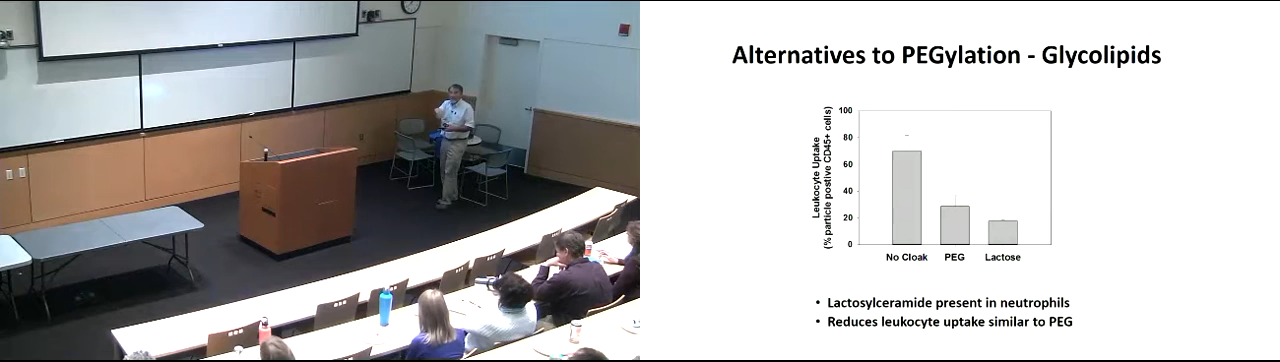 Alternatives to PEGylation - Glycolipids
Leukocyte Uptake
(% particle postive CD45+ cells)
100
80
60
40
20
0
No Cloak PEG Lactose
• Lactosylceramide present in neutrophils
• Reduces leukocyte uptake similar to PEG